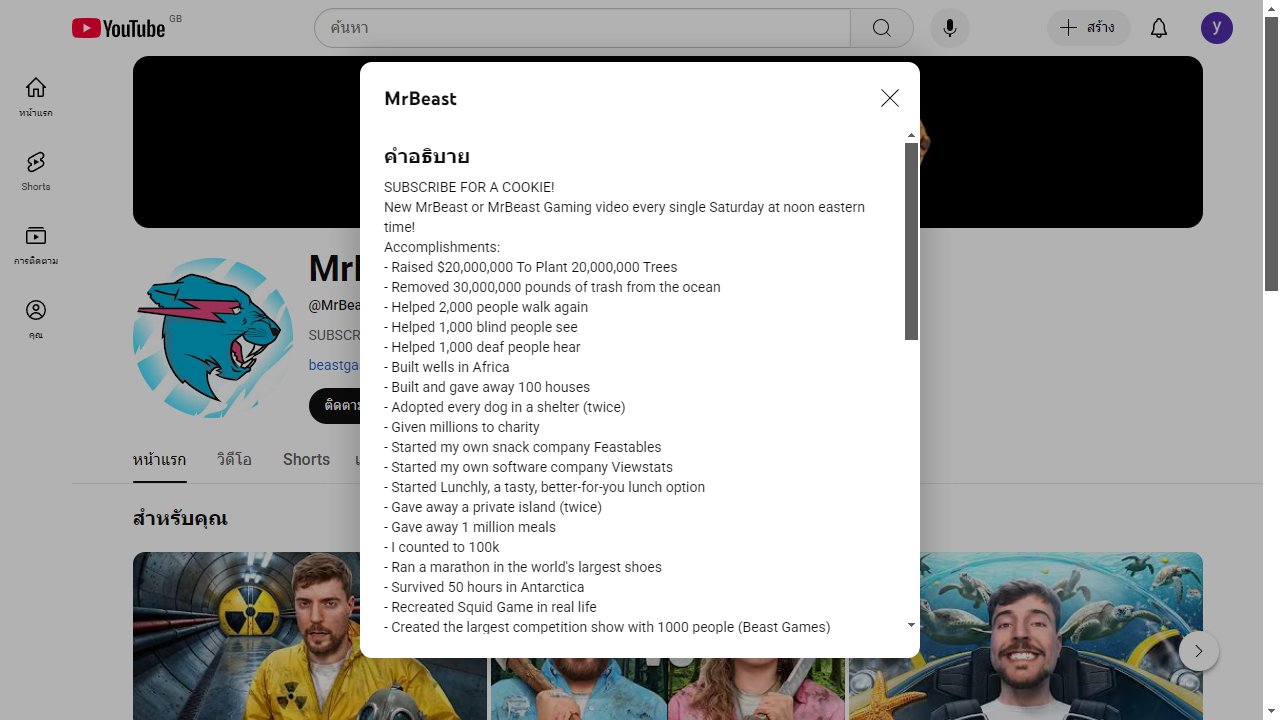 YouTube GB
ค้นหา
สร้าง
y
หน้าแรก
Shorts
การติดตาม
คุณ
MrBeast
คำอธิบาย
SUBSCRIBE FOR A COOKIE!
New MrBeast or MrBeast Gaming video every single Saturday at noon eastern
time!
Accomplishments:
- Raised $20,000,000 To Plant 20,000,000 Trees
- Removed 30,000,000 pounds of trash from the ocean
- Helped 2,000 people walk again
- Helped 1,000 blind people see
- Helped 1,000 deaf people hear
- Built wells in Africa
- Built and gave away 100 houses
- Adopted every dog in a shelter (twice)
- Given millions to charity
- Started my own snack company Feastables
- Started my own software company Viewstats
- Started Lunchly, a tasty, better-for-you lunch option
- Gave away a private island (twice)
- Gave away 1 million meals
- I counted to 100k
- Ran a marathon in the world's largest shoes
- Survived 50 hours in Antarctica
- Recreated Squid Game in real life
- Created the largest competition show with 1000 people (Beast Games)
หน้าแรก วิดีโอ Shorts
สำหรับคุณ